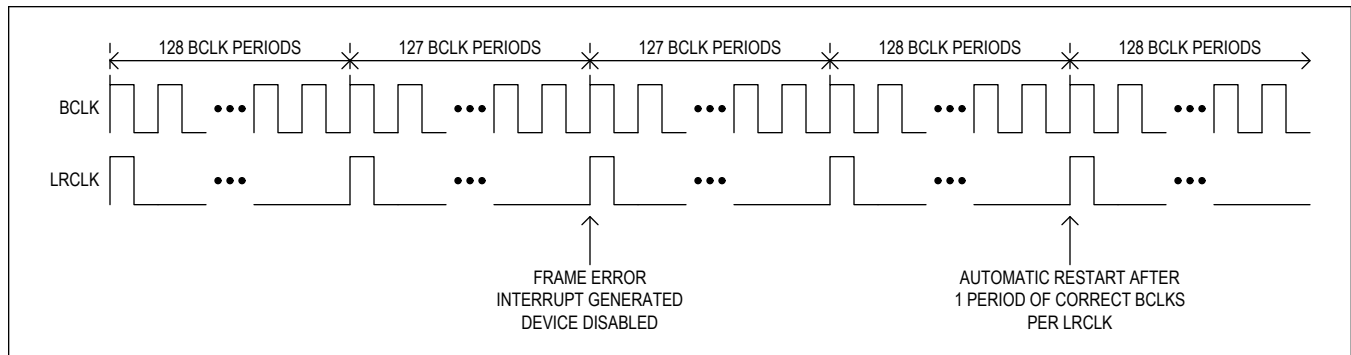 128 BCLK PERIODS 127 BCLK PERIODS 127 BCLK PERIODS 128 BCLK PERIODS 128 BCLK PERIODS
BCLK
LRCLK
FRAME ERROR
INTERRUPT GENERATED
DEVICE DISABLED
AUTOMATIC RESTART AFTER
1 PERIOD OF CORRECT BCLKS
PER LRCLK